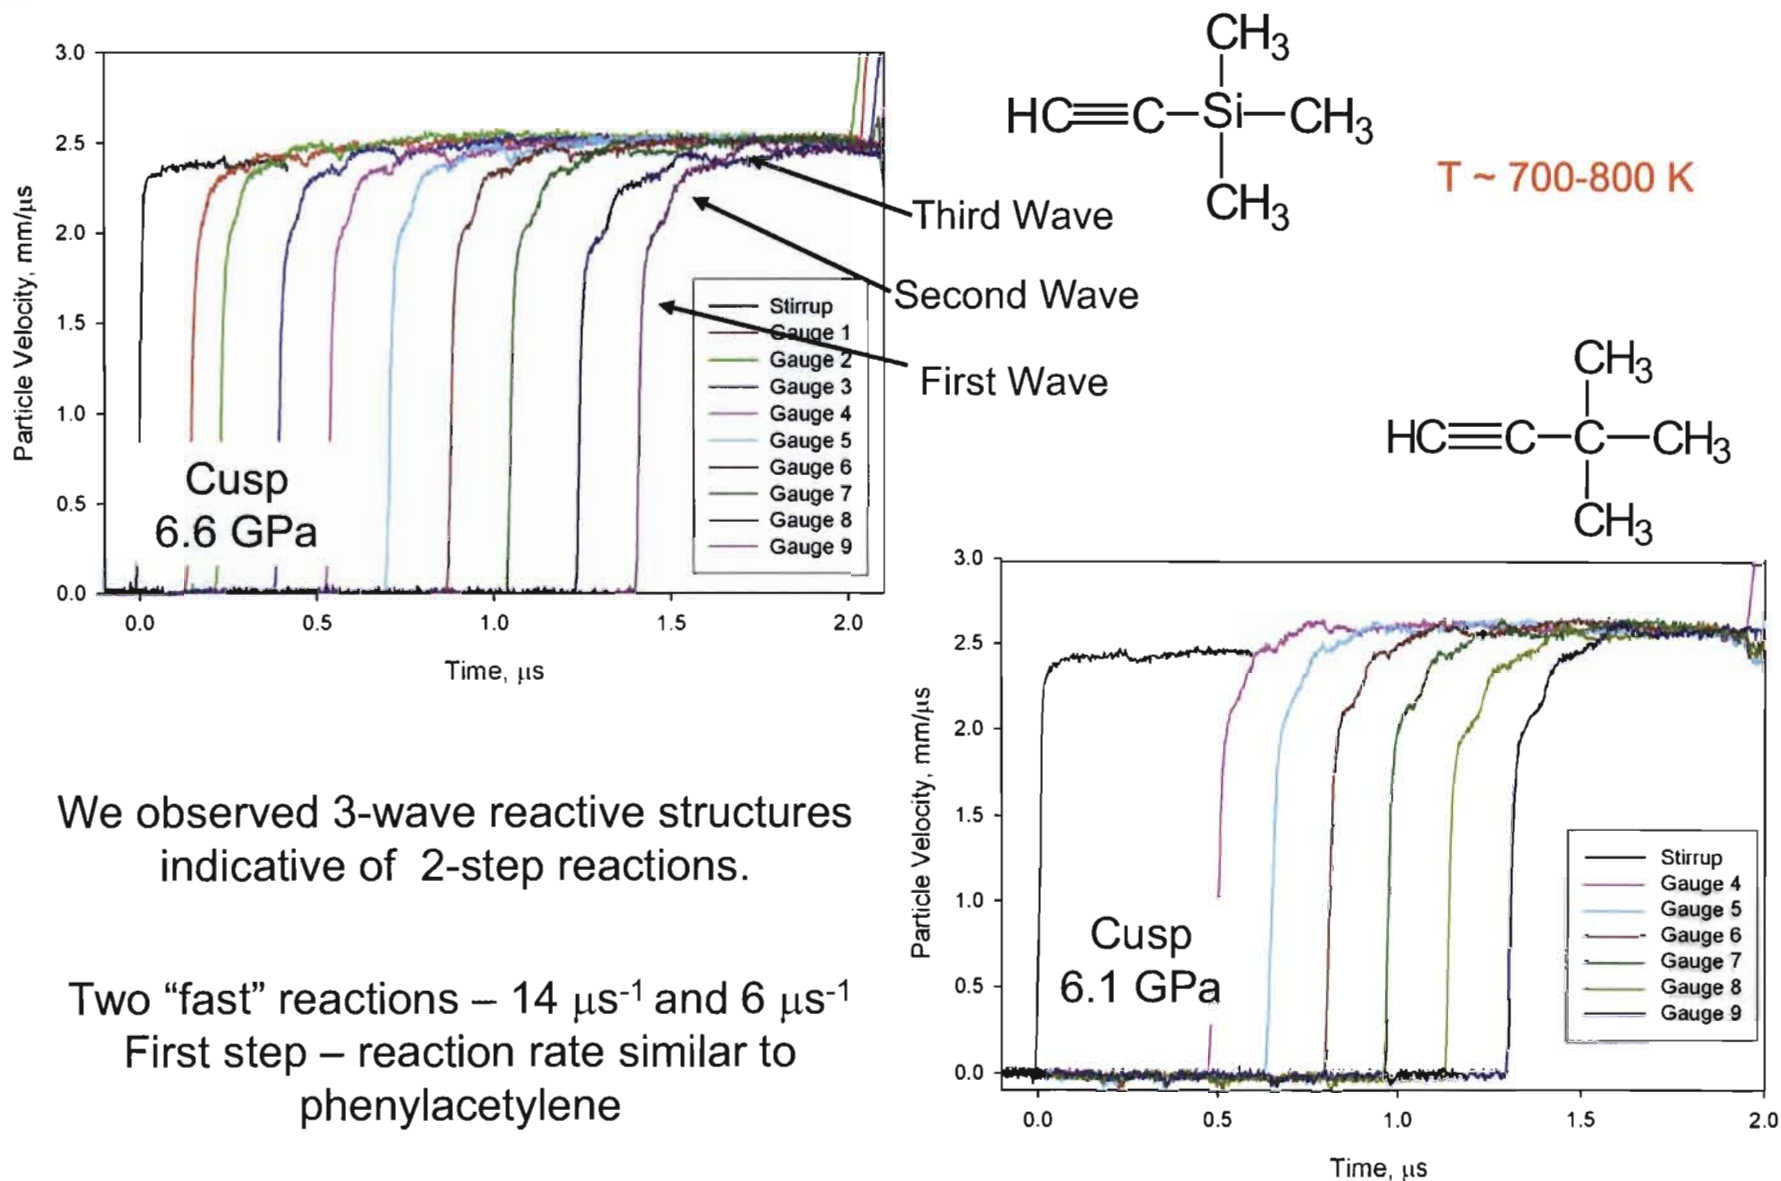 3.0
2.5
2.0
1.5
1.0
0.5
0.0
Particle Velocity, mm/μs
0.0 0.5 1.0 1.5 2.0
Time, μs
Cusp
6.6 GPa
Stirrup
Gauge 1
Gauge 2
Gauge 3
Gauge 4
Gauge 5
Gauge 6
Gauge 7
Gauge 8
Gauge 9
Third Wave
Second Wave
First Wave
CH₃
HC≡C—Si—CH₃
CH₃
T ~ 700-800 K
CH₃
HC≡C—C—CH₃
CH₃
We observed 3-wave reactive structures
indicative of 2-step reactions.
Two “fast” reactions – 14 μs⁻¹ and 6 μs⁻¹
First step – reaction rate similar to
phenylacetylene
3.0
2.5
2.0
1.5
1.0
0.5
0.0
Particle Velocity, mm/μs
0.0 0.5 1.0 1.5 2.0
Time, μs
Cusp
6.1 GPa
Stirrup
Gauge 4
Gauge 5
Gauge 6
Gauge 7
Gauge 8
Gauge 9